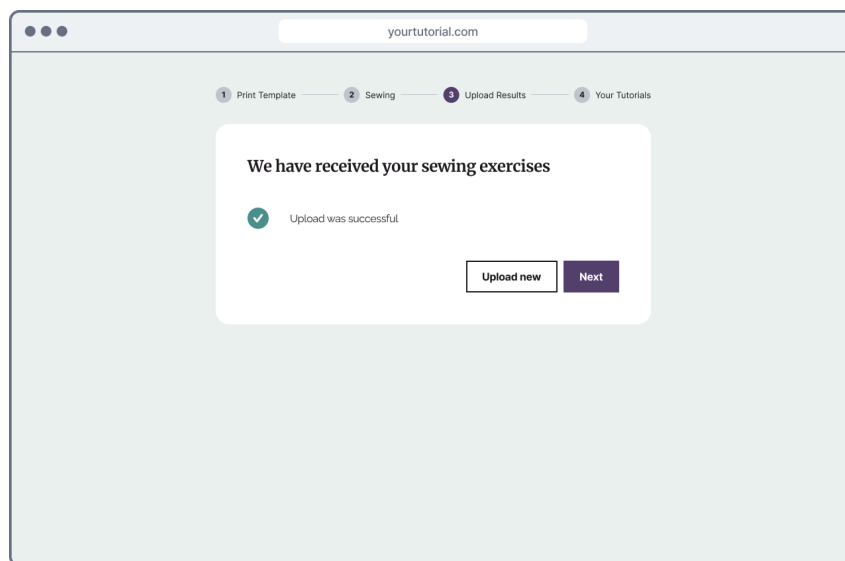 yourtutorial.com
1 Print Template 2 Sewing 3 Upload Results 4 Your Tutorials
We have received your sewing exercises
Upload was successful
Upload new Next